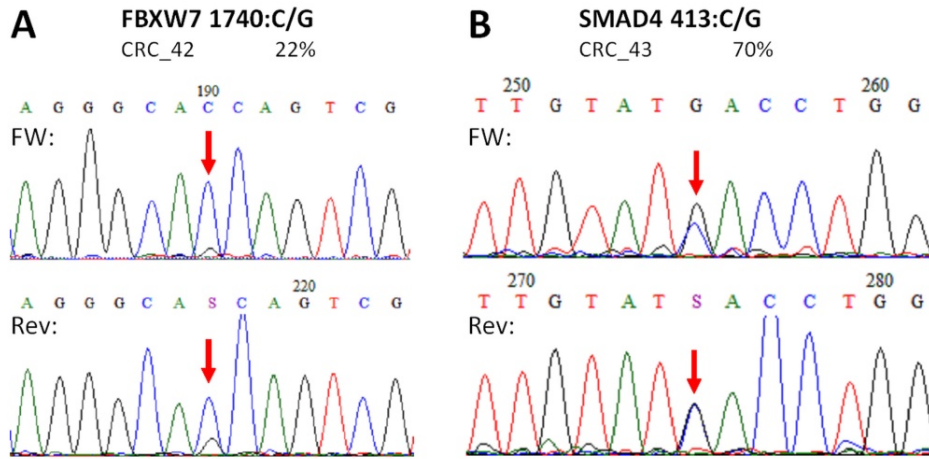 A FBXW7 1740:C/G
CRC_42 22%
190
A G G G C A C C A G T C G
FW:
220
A G G G C A S C A G T C G
Rev:
B SMAD4 413:C/G
CRC_43 70%
250 260
T T G T A T G A C C T G G
FW:
270 280
T T G T A T S A C C T G G
Rev: